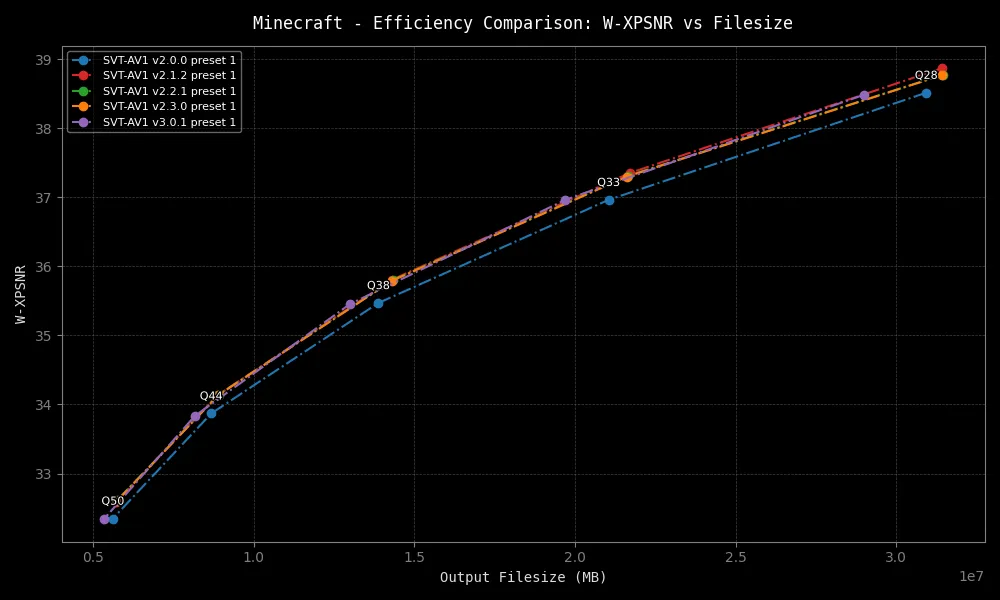 Minecraft - Efficiency Comparison: W-XPSNR vs Filesize
SVT-AV1 v2.0.0 preset 1
SVT-AV1 v2.1.2 preset 1
SVT-AV1 v2.2.1 preset 1
SVT-AV1 v2.3.0 preset 1
SVT-AV1 v3.0.1 preset 1
39
38
37
36
35
34
33
W-XPSNR
Q28
Q33
Q38
Q44
Q50
0.5 1.0 1.5 2.0 2.5 3.0
1e7
Output Filesize (MB)